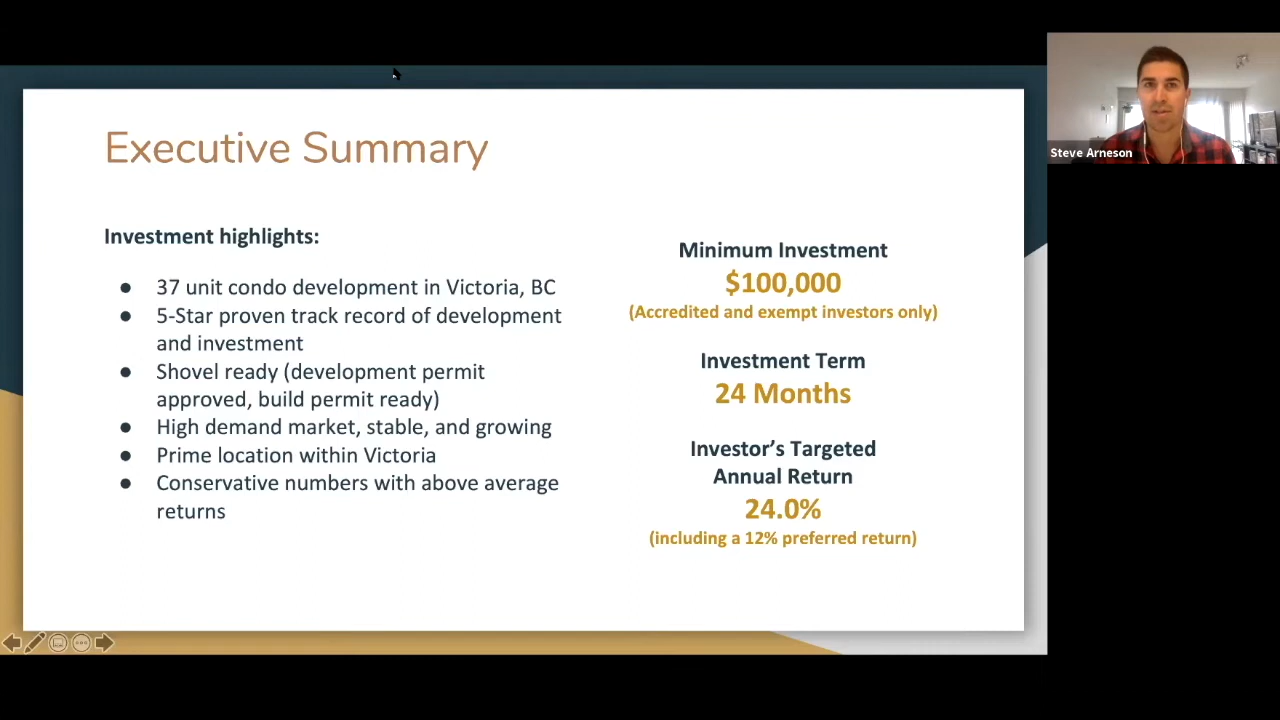 Executive Summary
Investment highlights:
● 37 unit condo development in Victoria, BC
● 5-Star proven track record of development
and investment
● Shovel ready (development permit
approved, build permit ready)
● High demand market, stable, and growing
● Prime location within Victoria
● Conservative numbers with above average
returns
Minimum Investment
$100,000
(Accredited and exempt investors only)
Investment Term
24 Months
Investor’s Targeted
Annual Return
24.0%
(including a 12% preferred return)
Steve Arneson